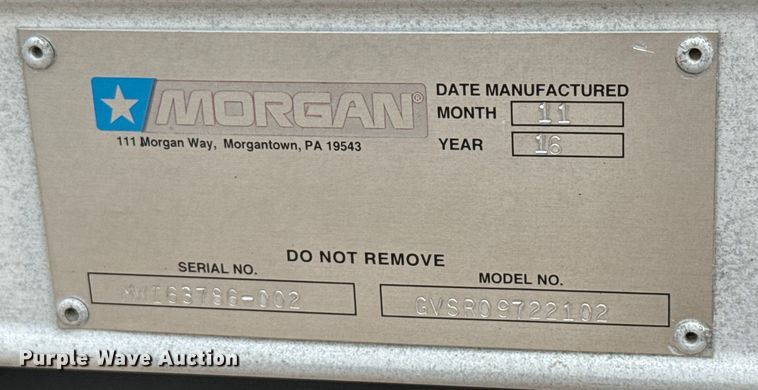 MORGAN®
111 Morgan Way, Morgantown, PA 19543
DATE MANUFACTURED
MONTH 11
YEAR 16
DO NOT REMOVE
SERIAL NO.
MODEL NO.
GVSR09722102
Purple Wave Auction